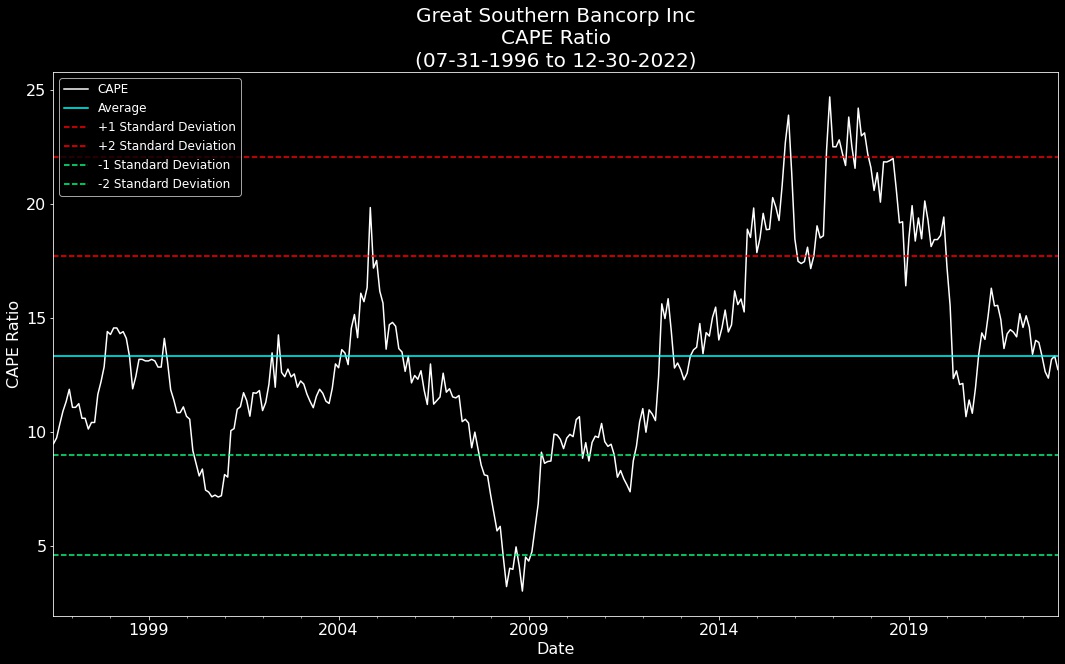 Great Southern Bancorp Inc
CAPE Ratio
(07-31-1996 to 12-30-2022)
CAPE
Average
+1 Standard Deviation
+2 Standard Deviation
-1 Standard Deviation
-2 Standard Deviation
CAPE Ratio
25
20
15
10
5
1999
2004
2009
2014
2019
Date